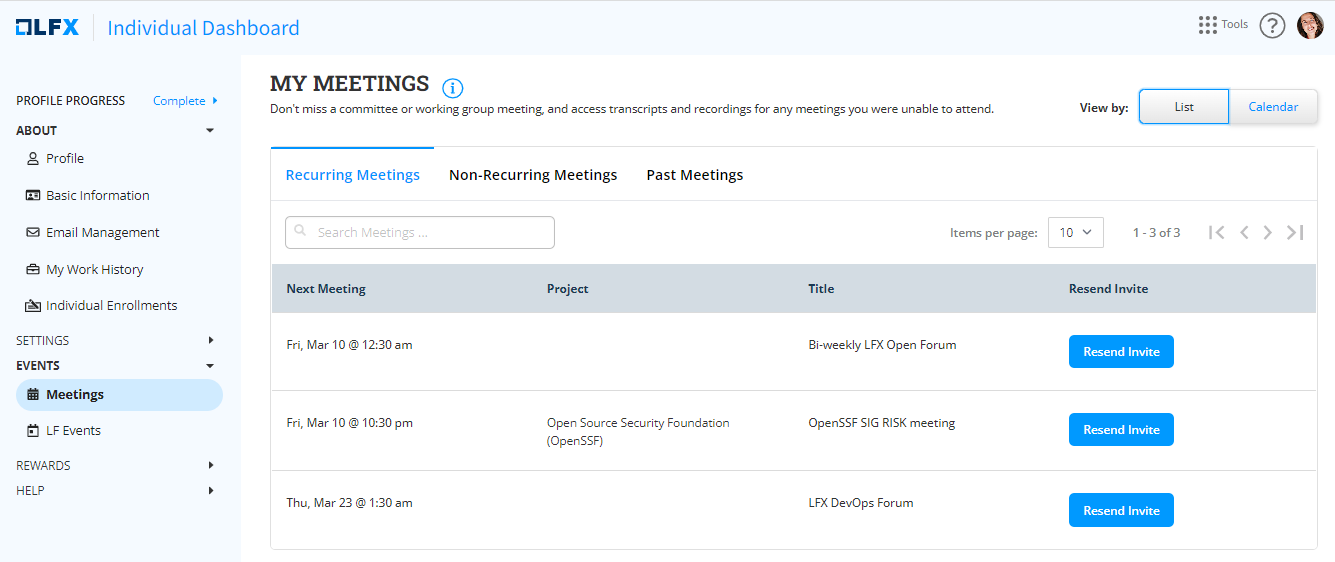 LFX Individual Dashboard
Tools
?
PROFILE PROGRESS Complete
ABOUT
Profile
Basic Information
Email Management
My Work History
Individual Enrollments
SETTINGS
EVENTS
Meetings
LF Events
REWARDS
HELP
MY MEETINGS i
Don't miss a committee or working group meeting, and access transcripts and recordings for any meetings you were unable to attend.
View by: List Calendar
Recurring Meetings Non-Recurring Meetings Past Meetings
Search Meetings ...
Items per page: 10 1 - 3 of 3
Next Meeting Project Title Resend Invite
Fri, Mar 10 @ 12:30 am Bi-weekly LFX Open Forum Resend Invite
Fri, Mar 10 @ 10:30 pm Open Source Security Foundation OpenSSF SIG RISK meeting Resend Invite
(OpenSSF)
Thu, Mar 23 @ 1:30 am LFX DevOps Forum Resend Invite